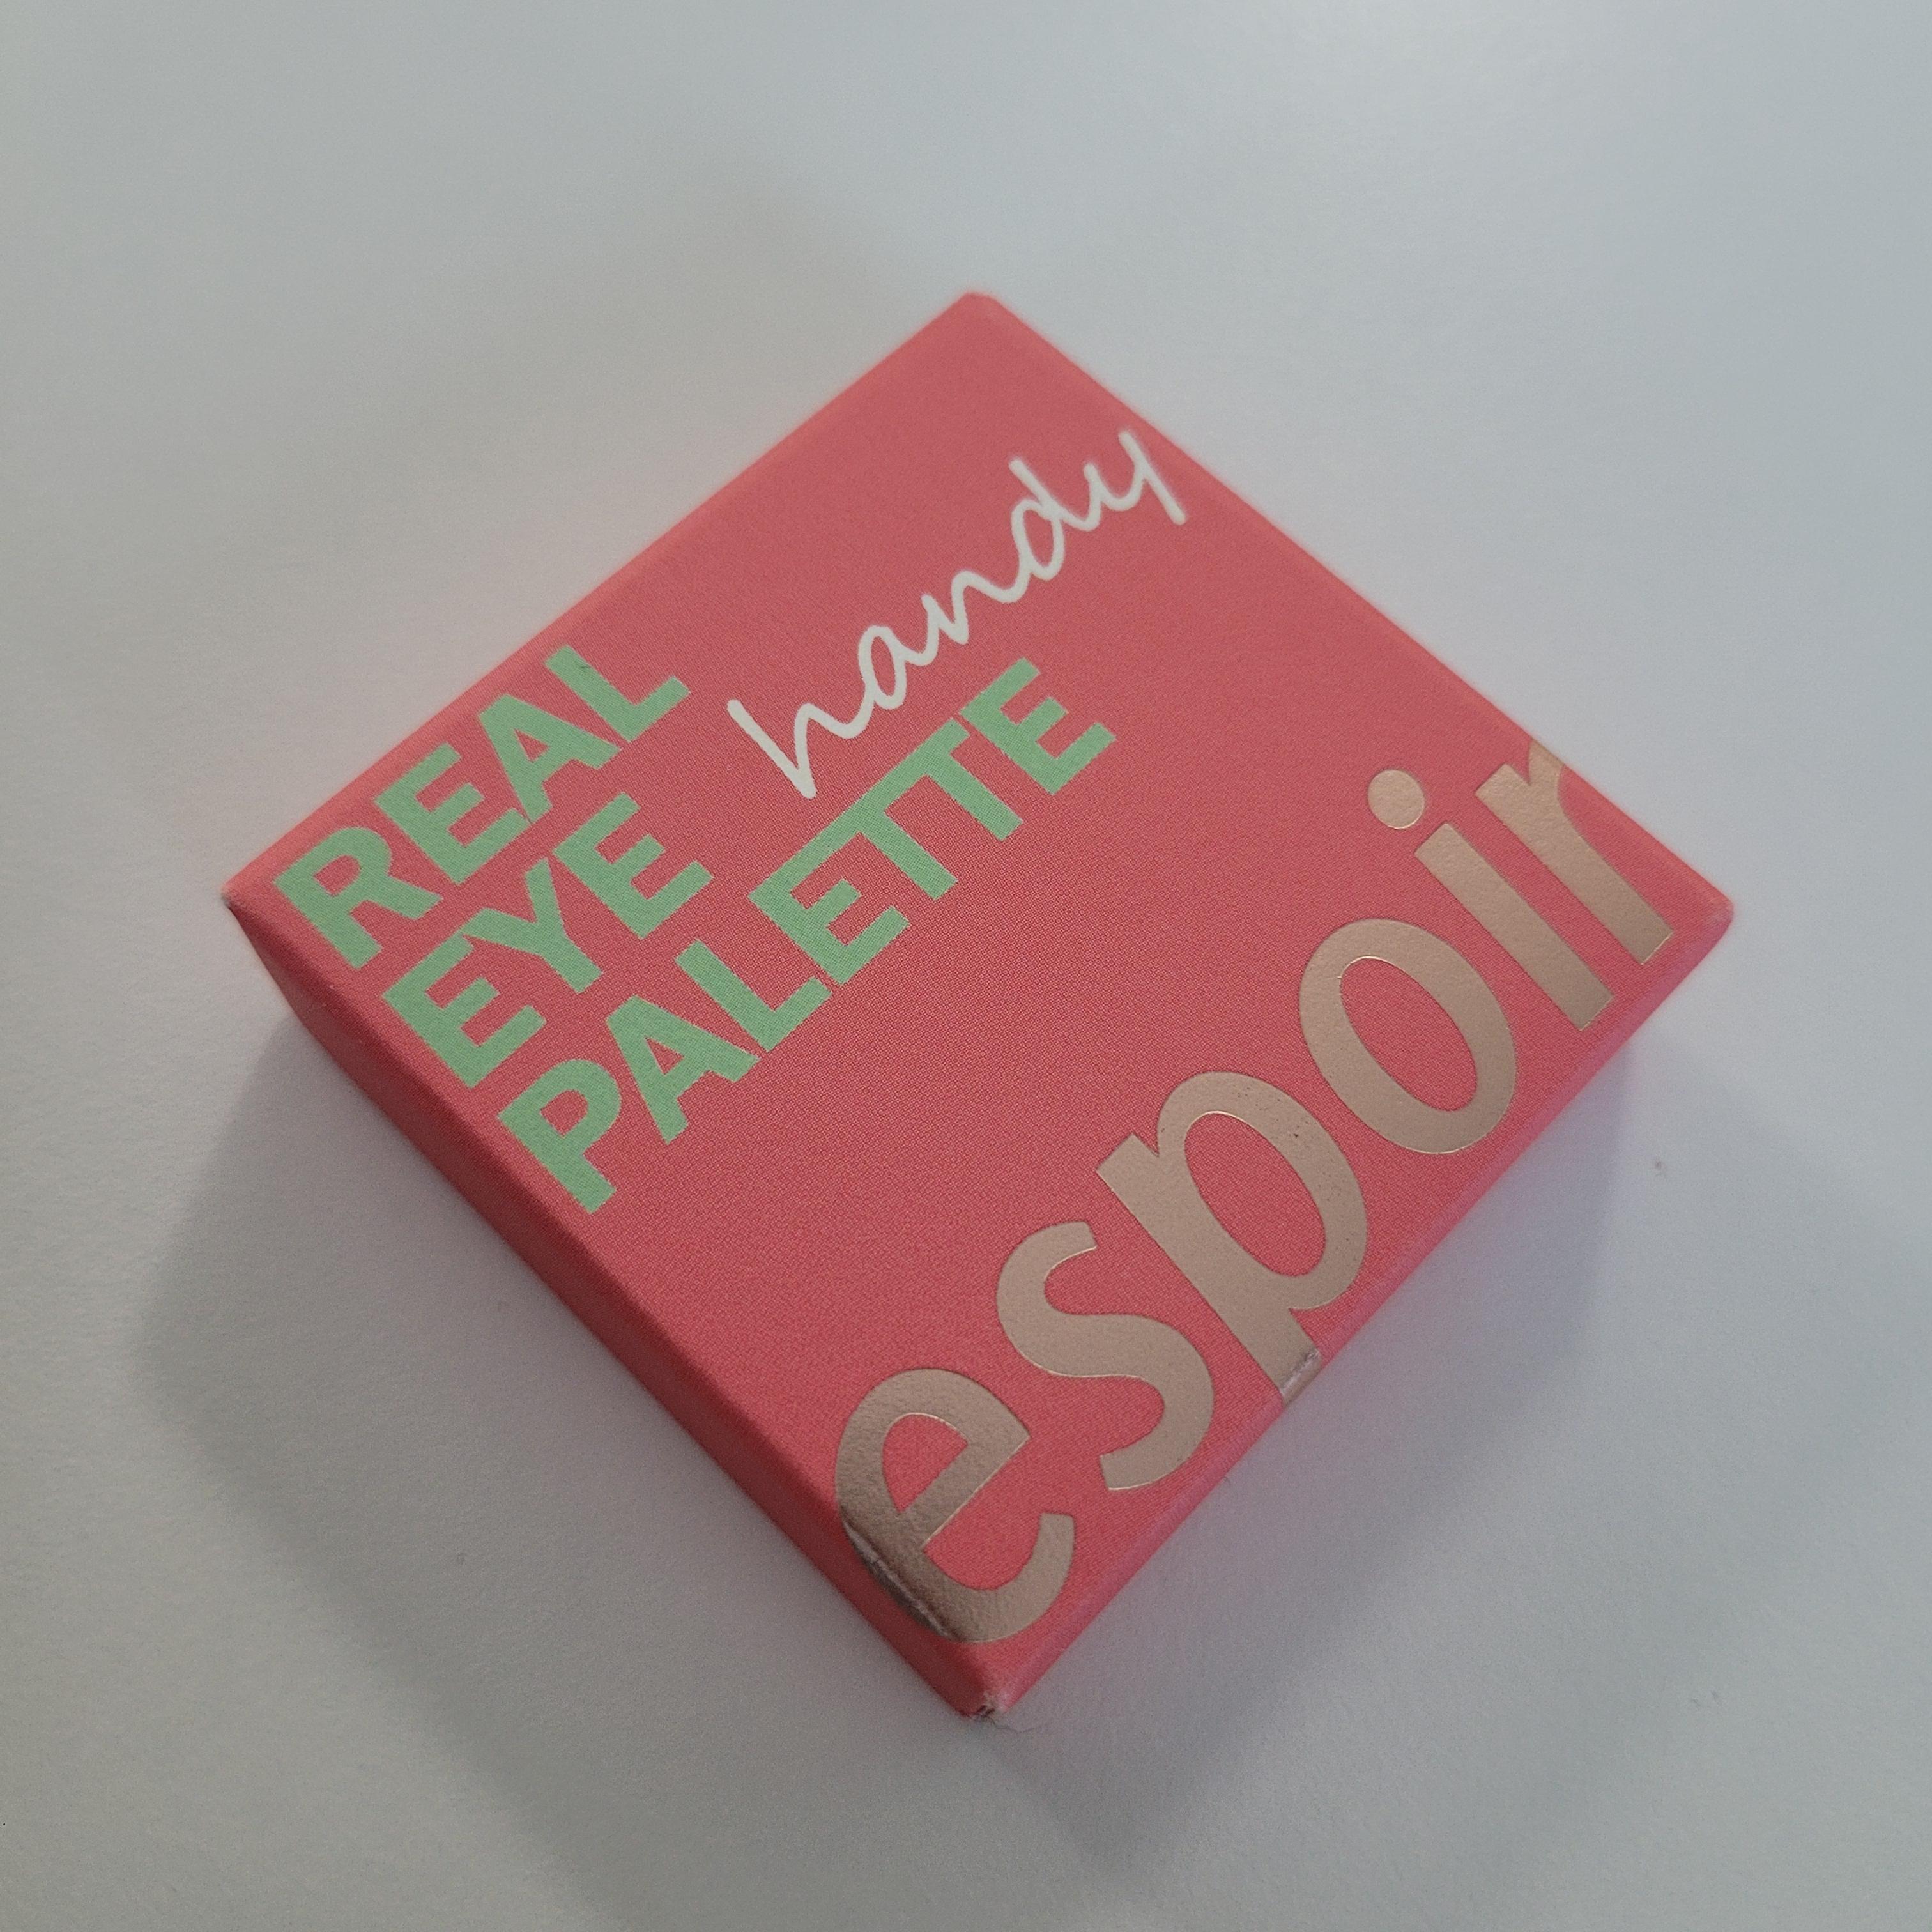 REAL
EYE handy
PALETTE
espoir